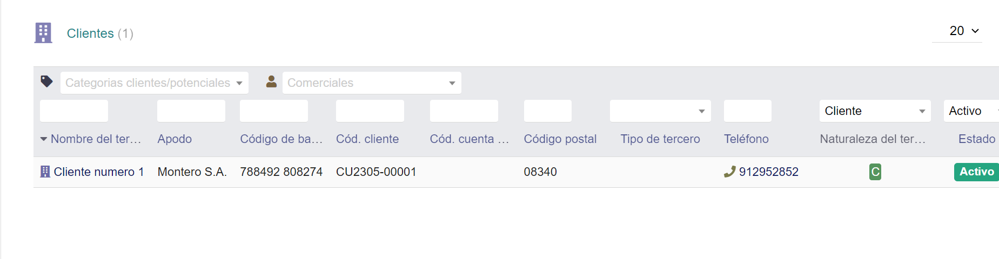 Clientes (1)
20
Categorias clientes/potenciales
Comerciales
Cliente
Activo
Nombre del ter... Apodo Código de ba... Cód. cliente Cód. cuenta ... Código postal Tipo de tercero Teléfono Naturaleza del ter... Estado
Cliente numero 1 Montero S.A. 788492 808274 CU2305-00001 08340 912952852 C Activo